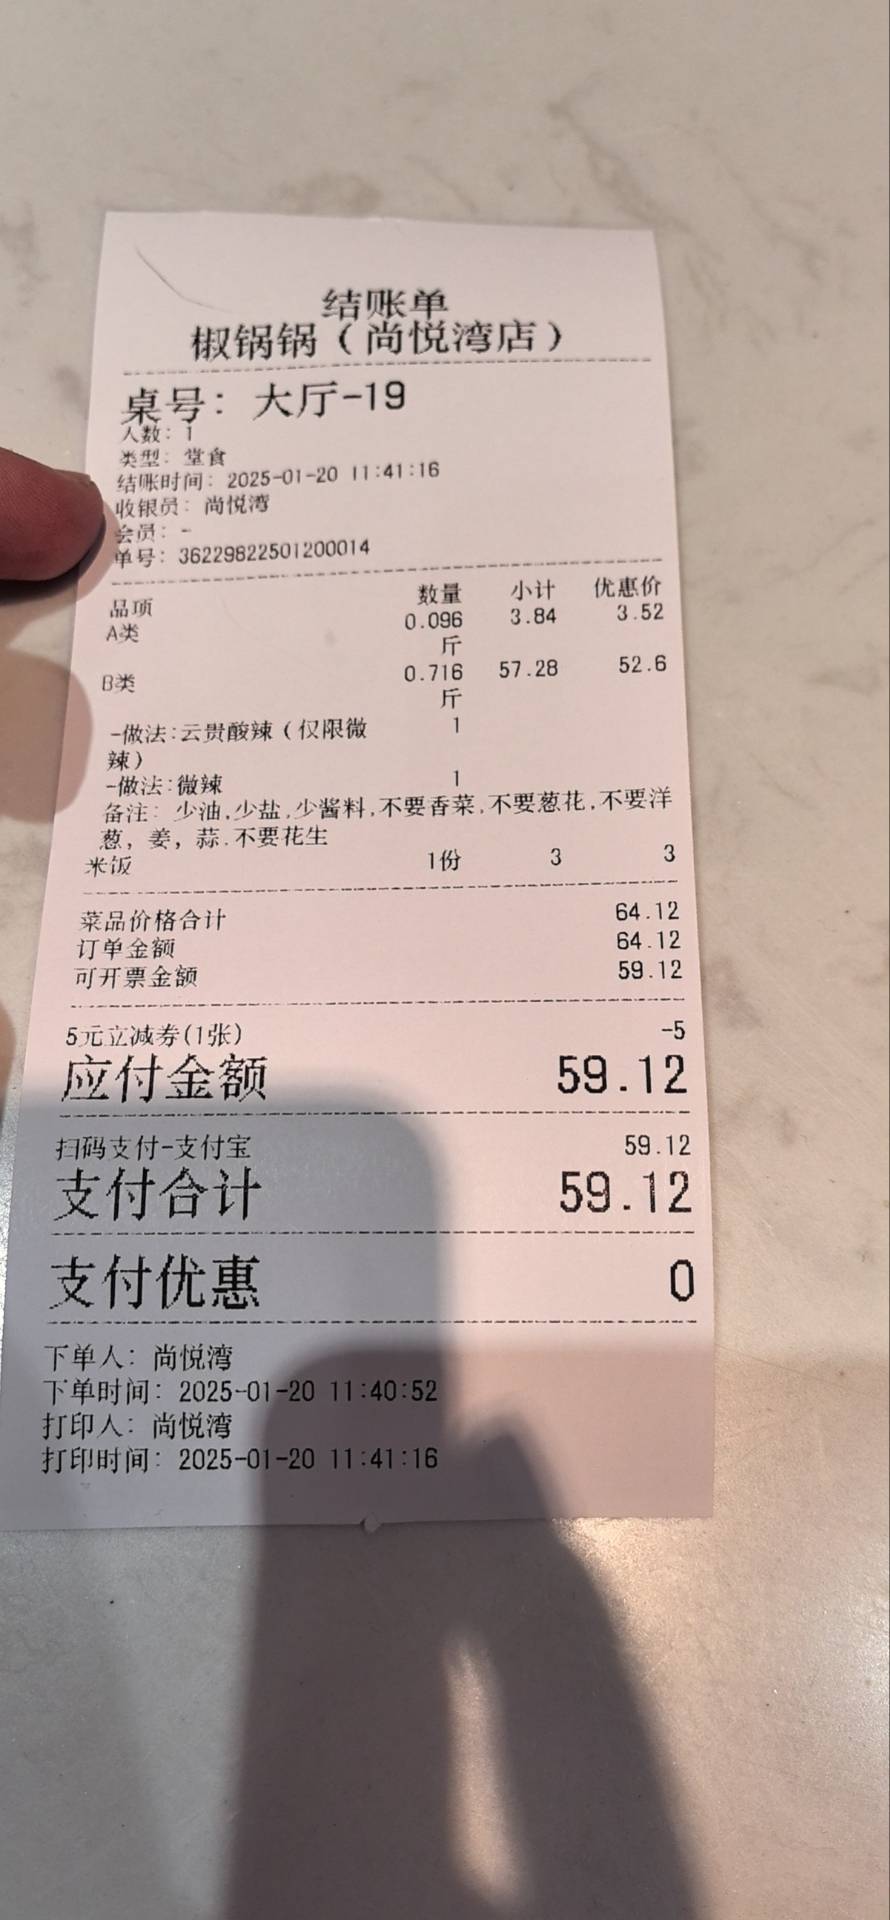 结账单
椒锅锅（尚悦湾店）
桌号: 大厅-19
人数: 1
类型: 堂食
结账时间: 2025-01-20 11:41:16
收银员: 尚悦湾
会员: -
单号: 36229822501200014
品项 数量 小计 优惠价
A类 0.096 3.84 3.52
斤
B类 0.716 57.28 52.6
斤
-做法:云贵酸辣（仅限微 1
辣）
-做法:微辣 1
备注: 少油,少盐,少酱料,不要香菜,不要葱花,不要洋
葱, 姜, 蒜.不要花生
米饭 1份 3 3
菜品价格合计 64.12
订单金额 64.12
可开票金额 59.12
5元立减券(1张) -5
应付金额 59.12
扫码支付-支付宝 59.12
支付合计 59.12
支付优惠 0
下单人: 尚悦湾
下单时间: 2025-01-20 11:40:52
打印人: 尚悦湾
打印时间: 2025-01-20 11:41:16